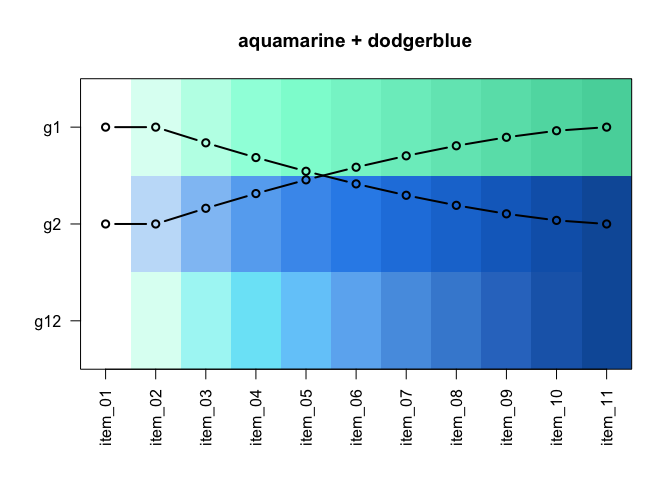 aquamarine + dodgerblue
g1
g2
g12
item_01
item_02
item_03
item_04
item_05
item_06
item_07
item_08
item_09
item_10
item_11